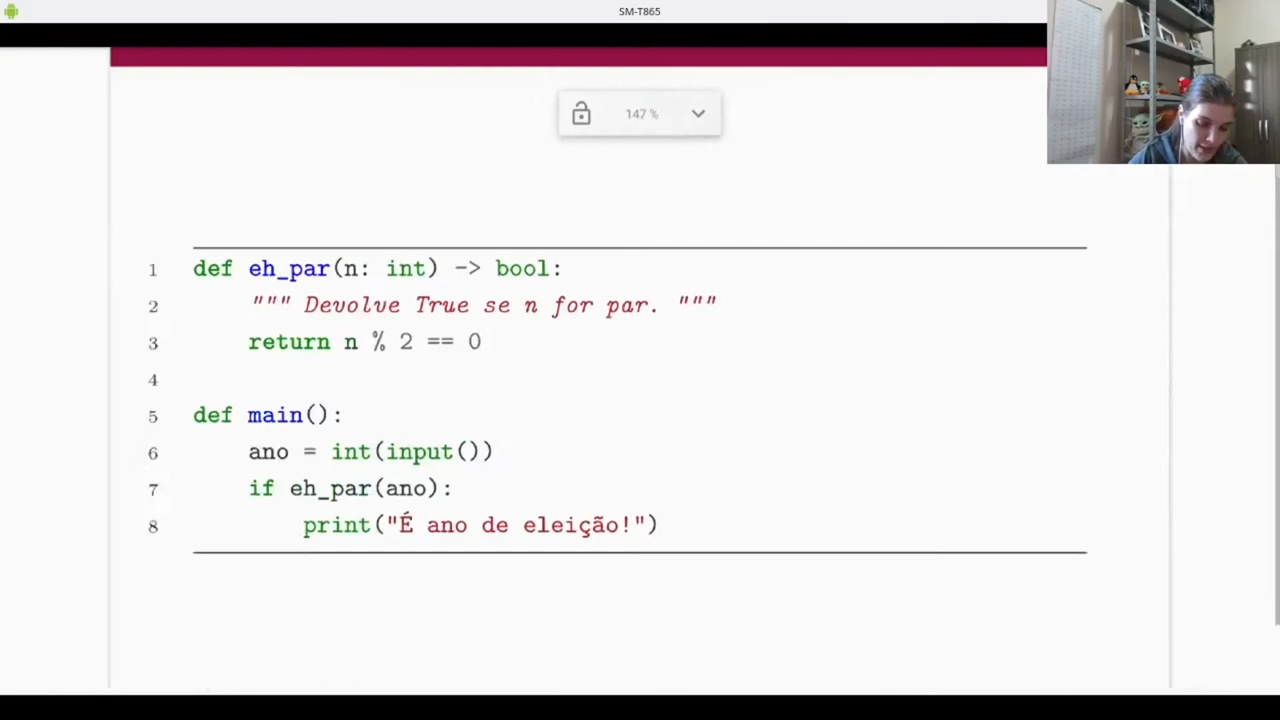 SM-T865
147 %
1 def eh_par(n: int) -> bool:
2 """ Devolve True se n for par. """
3 return n % 2 == 0
4
5 def main():
6 ano = int(input())
7 if eh_par(ano):
8 print("É ano de eleição!")